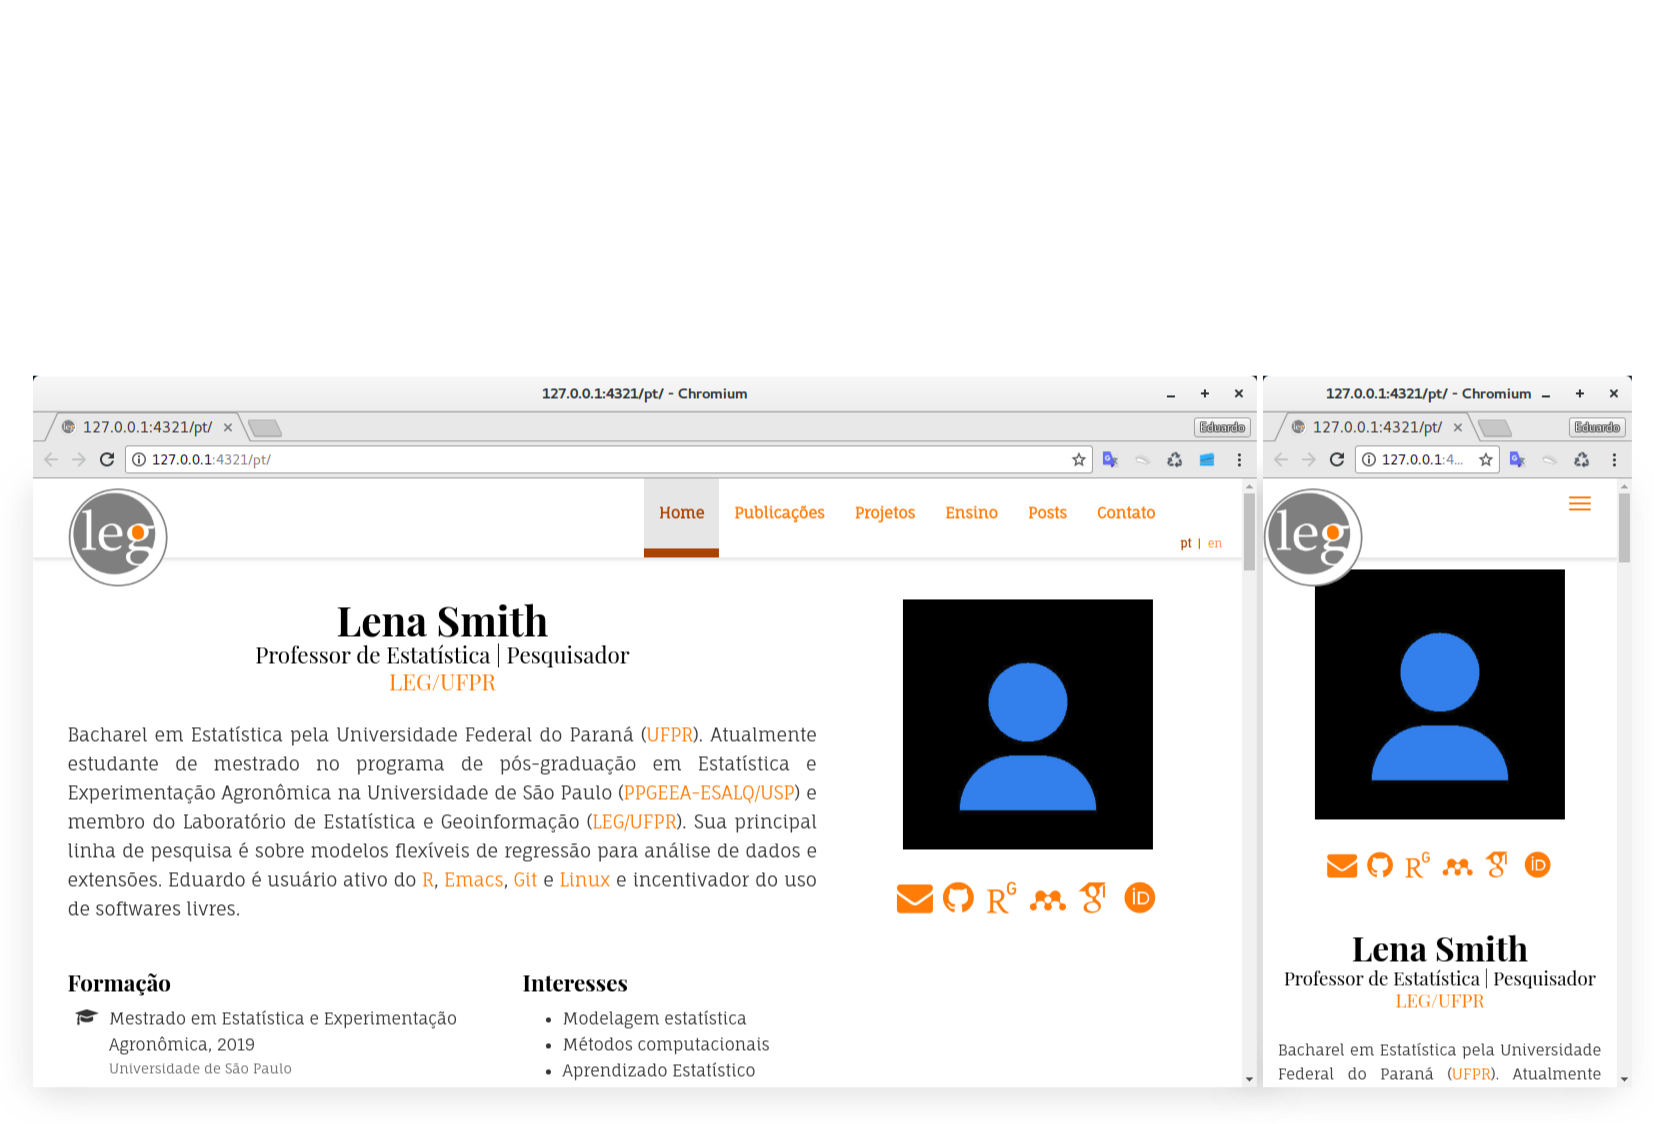 127.0.0.1:4321/pt/ - Chromium
127.0.0.1:4321/pt/
Eduardo
127.0.0.1:4321/pt/
leg
Home Publicações Projetos Ensino Posts Contato
pt | en
Lena Smith
Professor de Estatística | Pesquisador
LEG/UFPR
Bacharel em Estatística pela Universidade Federal do Paraná (UFPR). Atualmente
estudante de mestrado no programa de pós-graduação em Estatística e
Experimentação Agronômica na Universidade de São Paulo (PPGEEA-ESALQ/USP) e
membro do Laboratório de Estatística e Geoinformação (LEG/UFPR). Sua principal
linha de pesquisa é sobre modelos flexíveis de regressão para análise de dados e
extensões. Eduardo é usuário ativo do R, Emacs, Git e Linux e incentivador do uso
de softwares livres.
RG
iD
Formação
Mestrado em Estatística e Experimentação
Agronômica, 2019
Universidade de São Paulo
Interesses
• Modelagem estatística
• Métodos computacionais
• Aprendizado Estatístico
127.0.0.1:4321/pt/ - Chromium
127.0.0.1:4321/pt/
Eduardo
127.0.0.1:4...
leg
RG
iD
Lena Smith
Professor de Estatística | Pesquisador
LEG/UFPR
Bacharel em Estatística pela Universidade
Federal do Paraná (UFPR). Atualmente